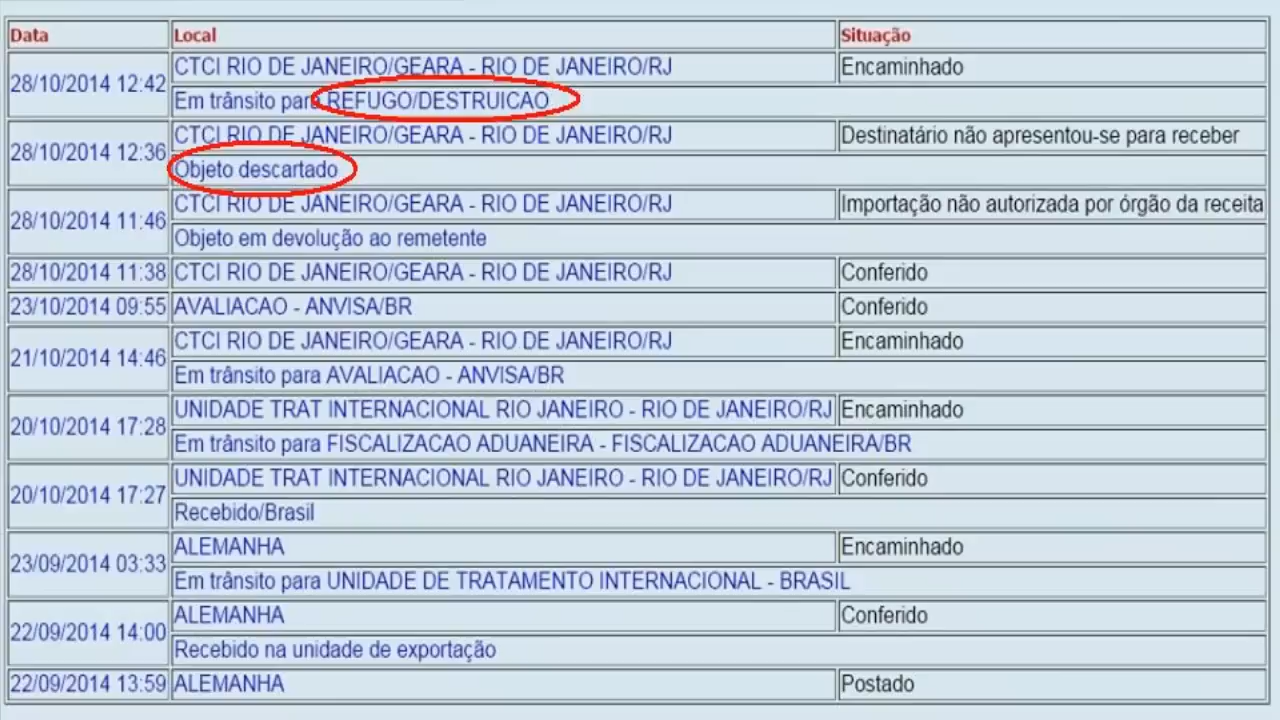 Data Local Situação
28/10/2014 12:42 CTCI RIO DE JANEIRO/GEARA - RIO DE JANEIRO/RJ Encaminhado
Em trânsito para REFUGO/DESTRUICAO
28/10/2014 12:36 CTCI RIO DE JANEIRO/GEARA - RIO DE JANEIRO/RJ Destinatário não apresentou-se para receber
Objeto descartado
28/10/2014 11:46 CTCI RIO DE JANEIRO/GEARA - RIO DE JANEIRO/RJ Importação não autorizada por órgão da receita
Objeto em devolução ao remetente
28/10/2014 11:38 CTCI RIO DE JANEIRO/GEARA - RIO DE JANEIRO/RJ Conferido
23/10/2014 09:55 AVALIACAO - ANVISA/BR Conferido
21/10/2014 14:46 CTCI RIO DE JANEIRO/GEARA - RIO DE JANEIRO/RJ Encaminhado
Em trânsito para AVALIACAO - ANVISA/BR
20/10/2014 17:28 UNIDADE TRAT INTERNACIONAL RIO JANEIRO - RIO DE JANEIRO/RJ Encaminhado
Em trânsito para FISCALIZACAO ADUANEIRA - FISCALIZACAO ADUANEIRA/BR
20/10/2014 17:27 UNIDADE TRAT INTERNACIONAL RIO JANEIRO - RIO DE JANEIRO/RJ Conferido
Recebido/Brasil
23/09/2014 03:33 ALEMANHA Encaminhado
Em trânsito para UNIDADE DE TRATAMENTO INTERNACIONAL - BRASIL
22/09/2014 14:00 ALEMANHA Conferido
Recebido na unidade de exportação
22/09/2014 13:59 ALEMANHA Postado